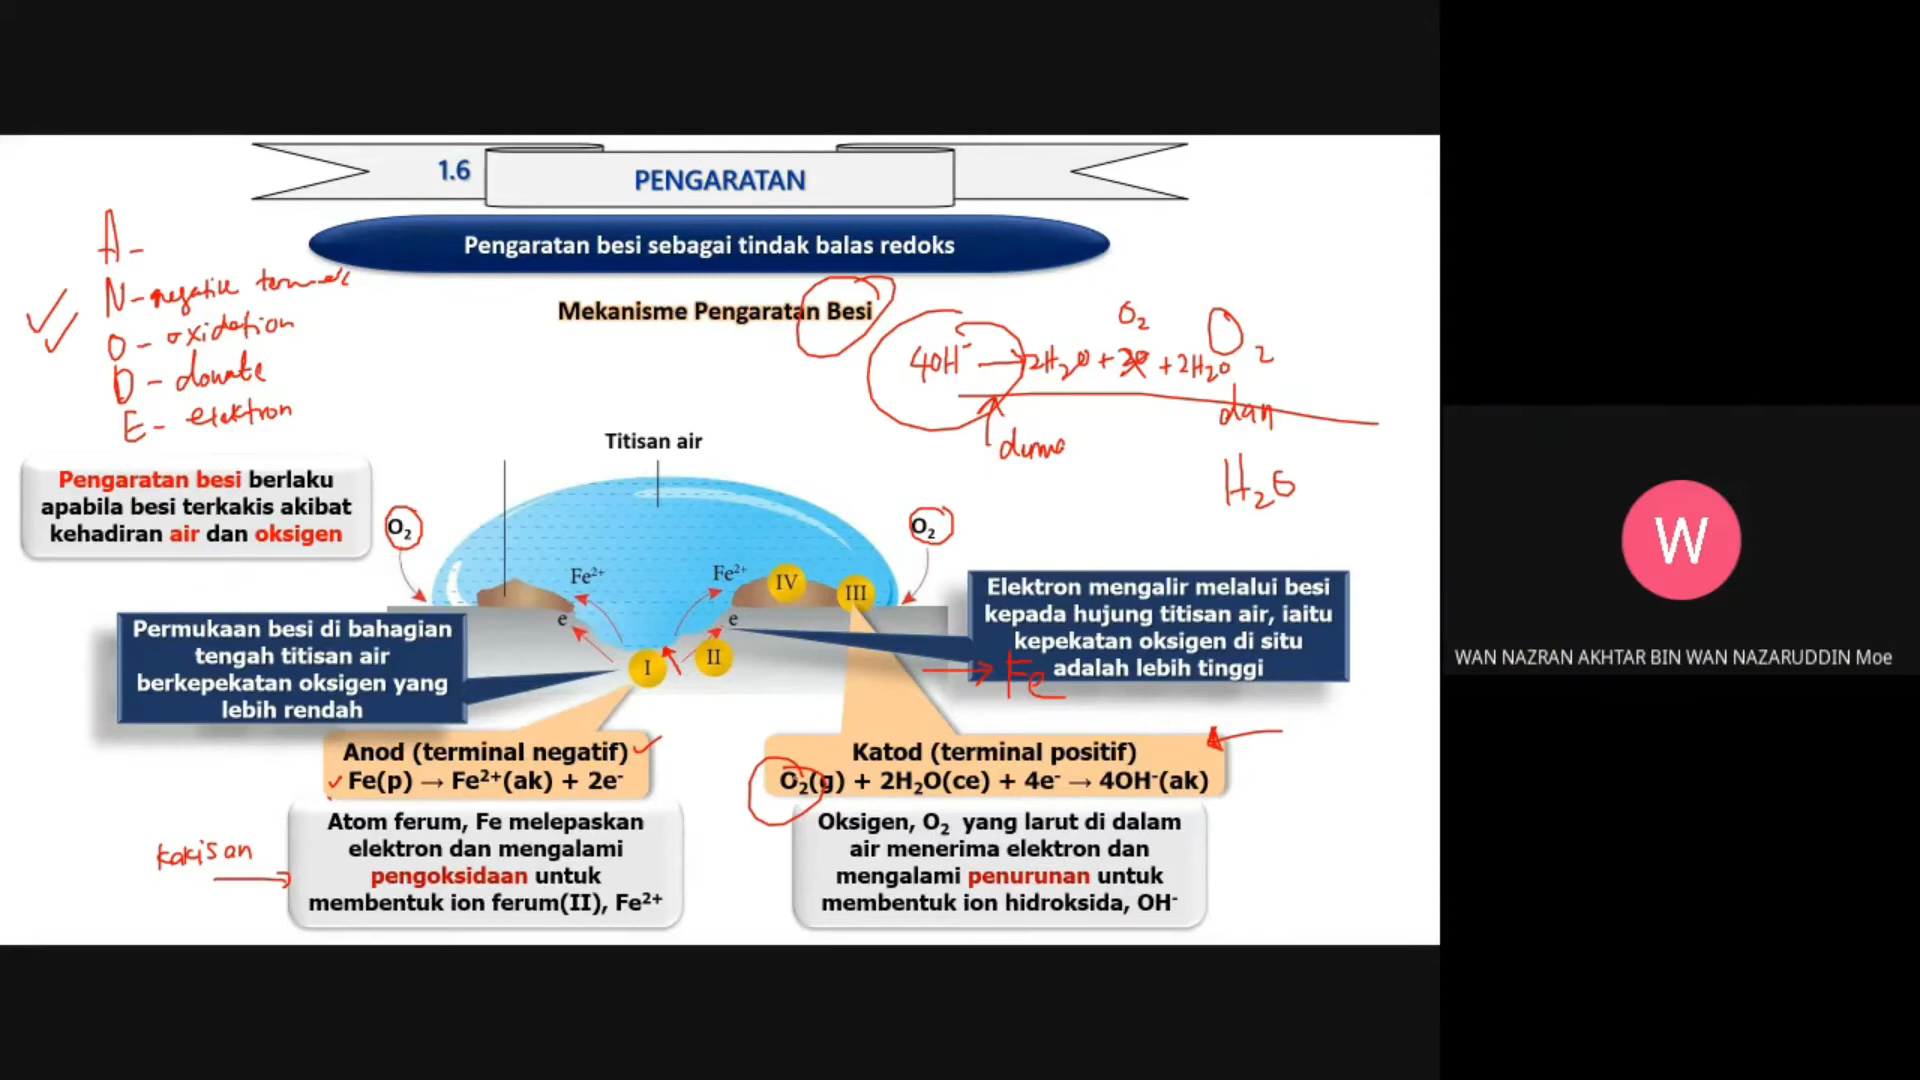 1.6
PENGARATAN
Pengaratan besi sebagai tindak balas redoks
Mekanisme Pengaratan Besi
A -
N - negative
O - oxidation
D - donate
E - elektron
O₂
4OH⁻ → 2H₂O + + 2H₂O
O₂
dan
H₂O
Titisan air
Pengaratan besi berlaku
apabila besi terkakis akibat
kehadiran air dan oksigen
O₂
O₂
Fe²⁺
Fe²⁺
IV
III
e
e
I
II
Permukaan besi di bahagian
tengah titisan air
berkepekatan oksigen yang
lebih rendah
Elektron mengalir melalui besi
kepada hujung titisan air, iaitu
kepekatan oksigen di situ
adalah lebih tinggi
Fe
Anod (terminal negatif)
Fe(p) → Fe²⁺(ak) + 2e⁻
Katod (terminal positif)
O₂(g) + 2H₂O(ce) + 4e⁻ → 4OH⁻(ak)
kakisan
Atom ferum, Fe melepaskan
elektron dan mengalami
pengoksidaan untuk
membentuk ion ferum(II), Fe²⁺
Oksigen, O₂ yang larut di dalam
air menerima elektron dan
mengalami penurunan untuk
membentuk ion hidroksida, OH⁻
W
WAN NAZRAN AKHTAR BIN WAN NAZARUDDIN Moe